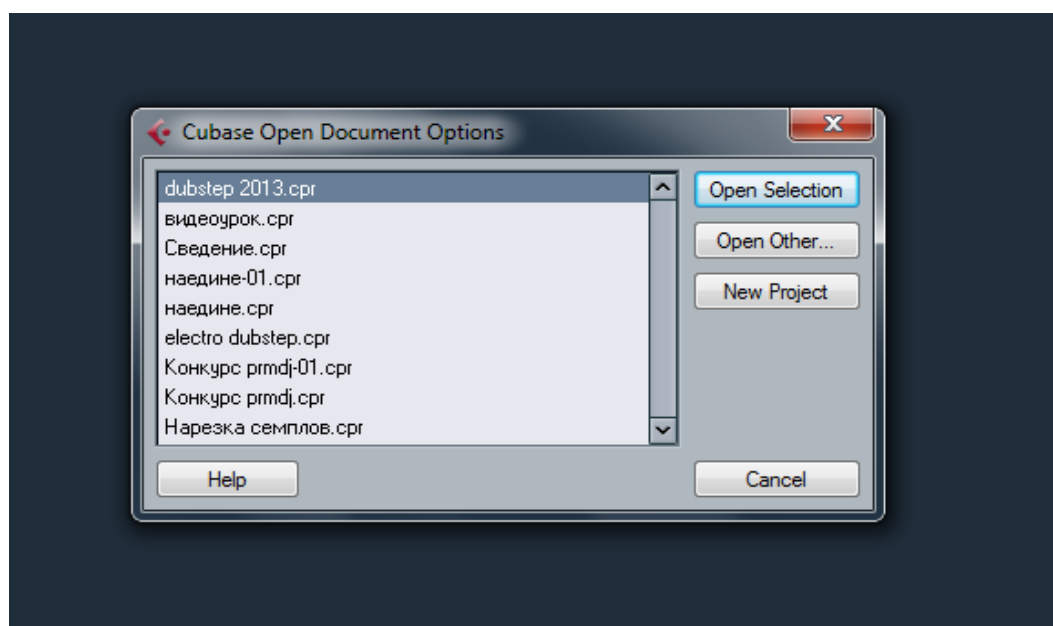 Cubase Open Document Options
dubstep 2013.cpr
видеоурок.cpr
Сведение.cpr
наедине-01.cpr
наедине.cpr
electro dubstep.cpr
Конкурс prmdj-01.cpr
Конкурс prmdj.cpr
Нарезка семплов.cpr
Open Selection
Open Other...
New Project
Help
Cancel